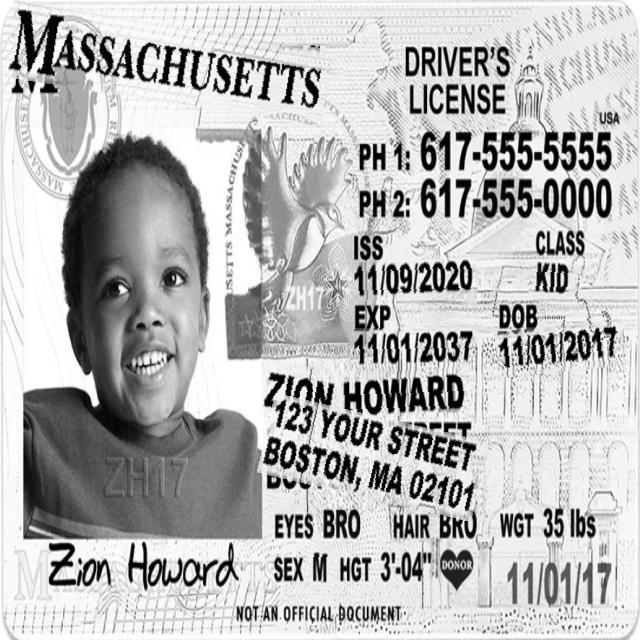 MASSACHUSETTS
DRIVER'S
LICENSE
USA
PH 1: 617-555-5555
PH 2: 617-555-0000
ISS
CLASS
11/09/2020
KID
EXP
DOB
11/01/2037
11/01/2017
ZH17
ZION HOWARD
123 YOUR STREET
BOSTON, MA 02101
ZH17
EYES BRO HAIR BRO WGT 35 lbs
SEX M HGT 3'-04" DONOR
Zion Howard
11/01/17
NOT AN OFFICIAL DOCUMENT